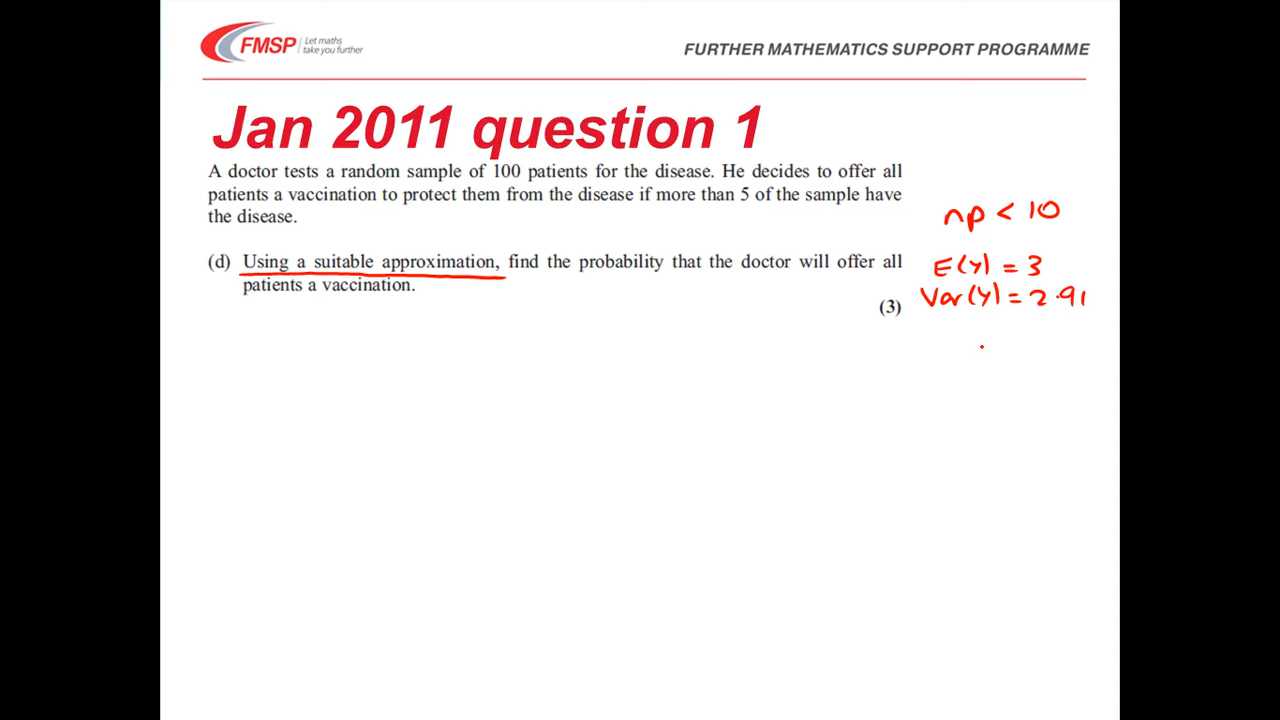 FMSP
Let maths
take you further
FURTHER MATHEMATICS SUPPORT PROGRAMME
Jan 2011 question 1
A doctor tests a random sample of 100 patients for the disease. He decides to offer all
patients a vaccination to protect them from the disease if more than 5 of the sample have
the disease.
(d) Using a suitable approximation, find the probability that the doctor will offer all
patients a vaccination.
(3)
np < 10
E(Y) = 3
Var(Y) = 2.91